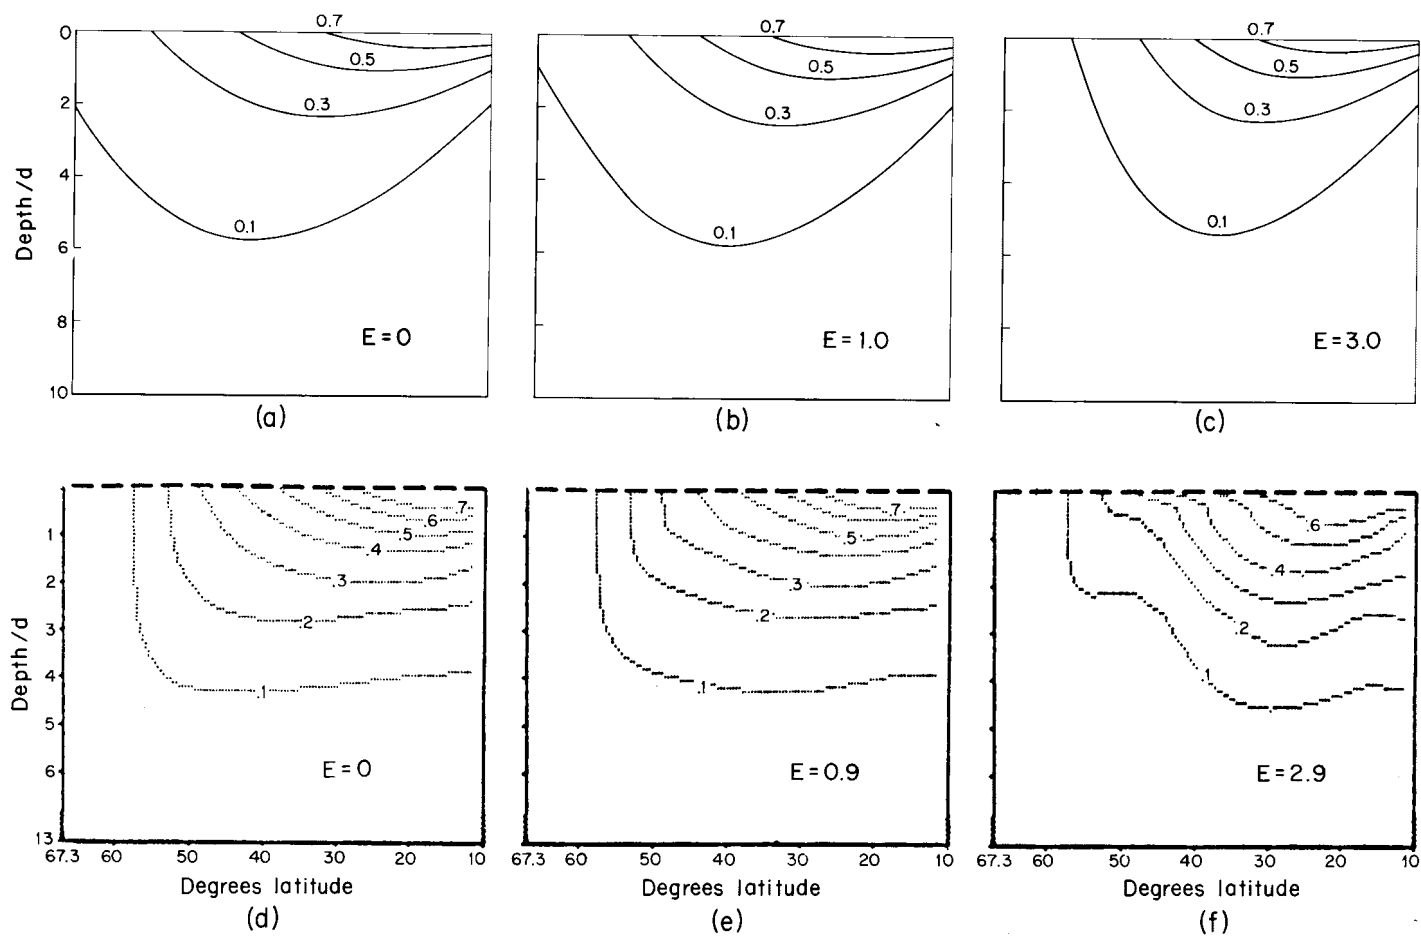 0.7
0.5
0.3
0.1
0
2
4
6
8
10
Depth/d
E=0
(a)
0.7
0.5
0.3
0.1
E=1.0
(b)
0.7
0.5
0.3
0.1
E=3.0
(c)
.7
.6
.5
.4
.3
.2
.1
1
2
3
4
5
6
13
Depth/d
E=0
67.3 60 50 40 30 20 10
Degrees latitude
(d)
.7
.5
.3
.2
.1
E=0.9
67.3 60 50 40 30 20 10
Degrees latitude
(e)
.6
.4
.2
.1
E=2.9
67.3 60 50 40 30 20 10
Degrees latitude
(f)